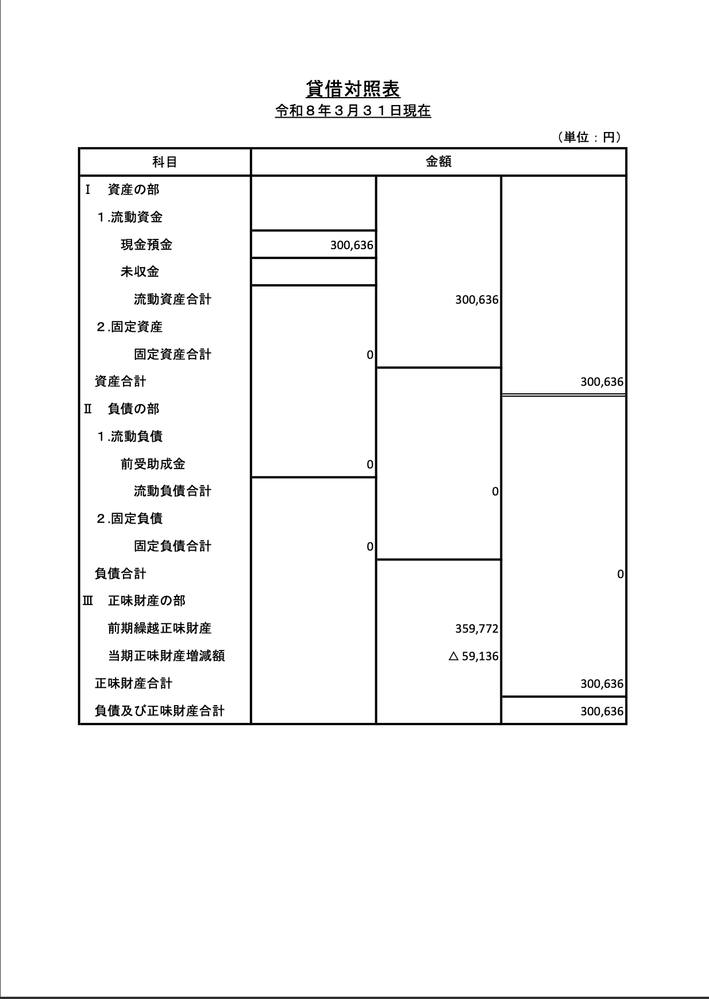 貸借対照表
令和８年３月３１日現在
（単位：円）
科目 金額
Ⅰ　資産の部
１.流動資金
現金預金 300,636
未収金
流動資産合計 300,636
２.固定資産
固定資産合計 0
資産合計 300,636
Ⅱ　負債の部
１.流動負債
前受助成金 0
流動負債合計 0
２.固定負債
固定負債合計 0
負債合計 0
Ⅲ　正味財産の部
前期繰越正味財産 359,772
当期正味財産増減額 △ 59,136
正味財産合計 300,636
負債及び正味財産合計 300,636